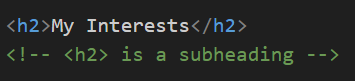 <h2>My Interests</h2>
<!-- <h2> is a subheading -->